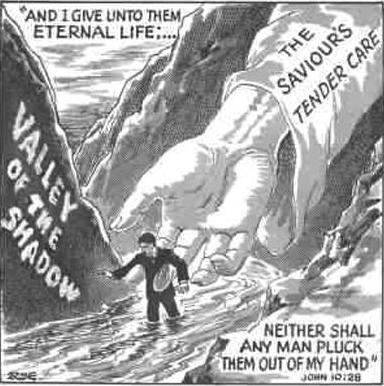 "AND I GIVE UNTO THEM
ETERNAL LIFE;...
THE
SAVIOUR'S
TENDER CARE
VALLEY
OF THE
SHADOW
NEITHER SHALL
ANY MAN PLUCK
THEM OUT OF MY HAND"
JOHN 10:28